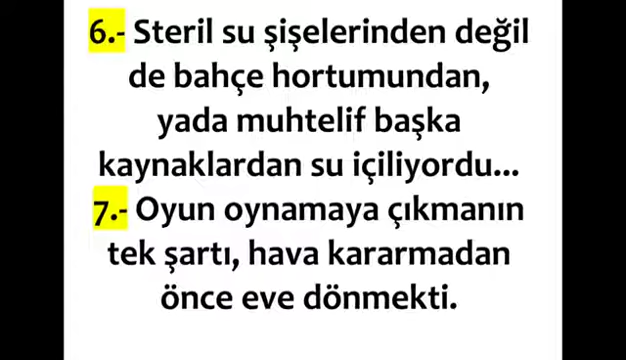 6.- Steril su şişelerinden değil
de bahçe hortumundan,
yada muhtelif başka
kaynaklardan su içiliyordu...
7.- Oyun oynamaya çıkmanın
tek şartı, hava kararmadan
önce eve dönmekti.